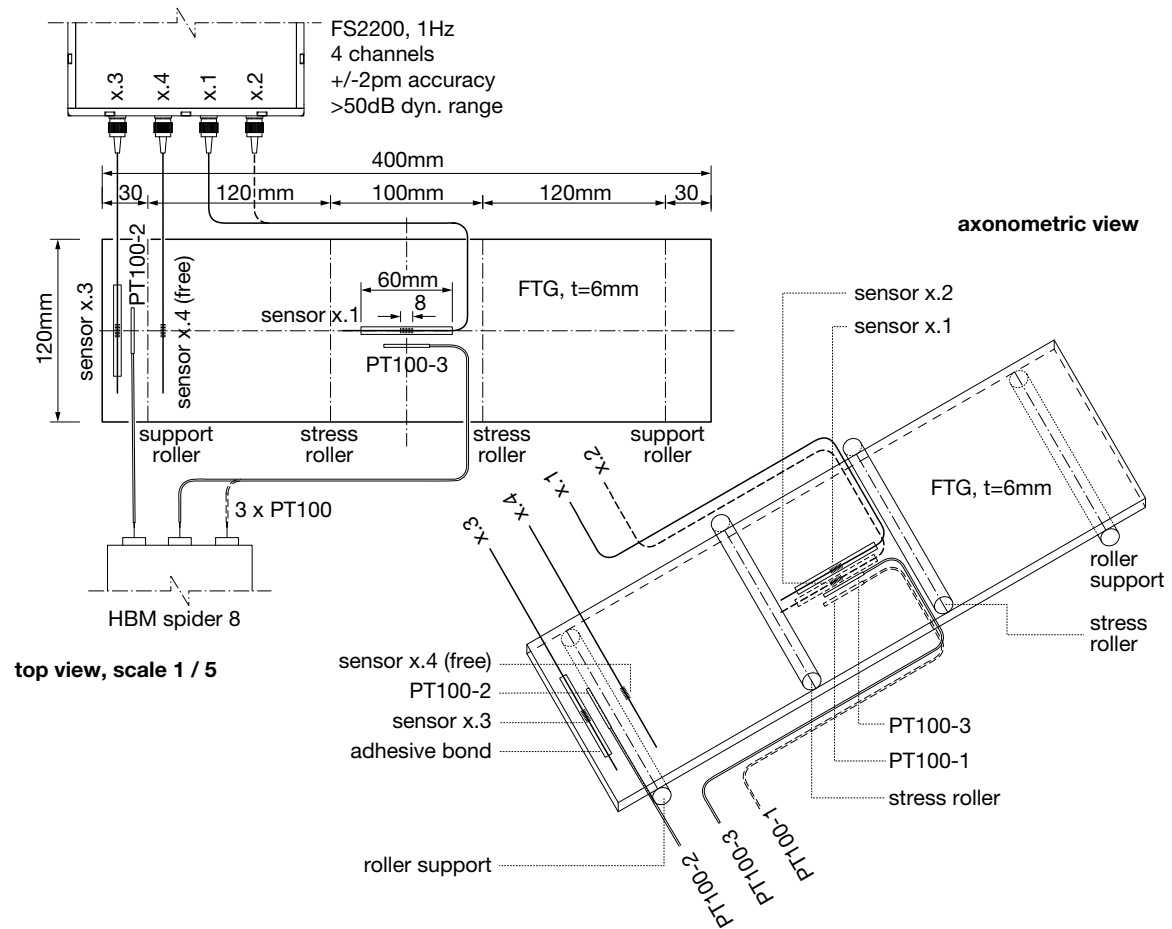 FS2200, 1Hz
4 channels
+/-2pm accuracy
>50dB dyn. range
x.3
x.4
x.1
x.2
400mm
30
120 mm
100mm
120mm
30
axonometric view
120mm
sensor x.3
PT100-2
sensor x.4 (free)
60mm
8
sensor x.1
FTG, t=6mm
PT100-3
support
roller
stress
roller
stress
roller
support
roller
3 x PT100
HBM spider 8
top view, scale 1 / 5
sensor x.2
sensor x.1
x.2
x.1
x.4
x.3
FTG, t=6mm
roller
support
stress
roller
sensor x.4 (free)
PT100-2
sensor x.3
adhesive bond
PT100-3
PT100-1
stress roller
roller support
PT100-2
PT100-3
PT100-1